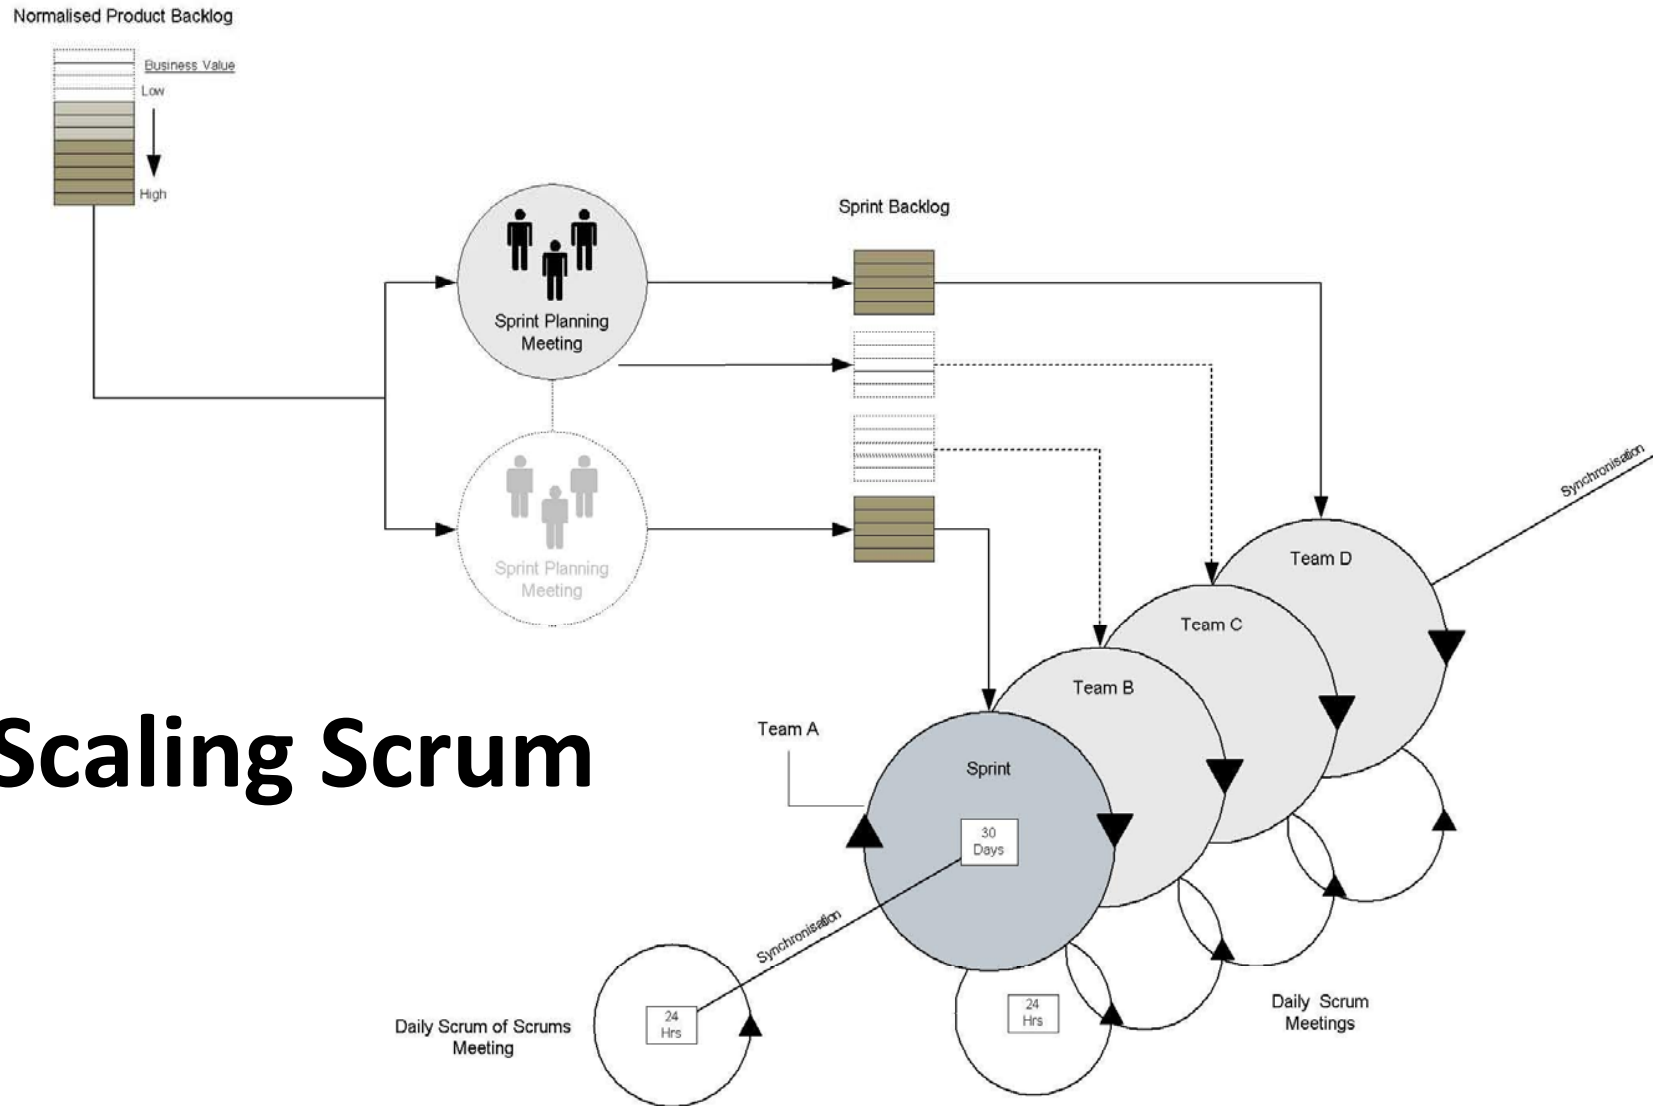 Normalised Product Backlog
Business Value
Low
High
Sprint Planning
Meeting
Sprint Backlog
Sprint Planning
Meeting
Synchronisation
Team D
Team C
Team B
Team A
Scaling Scrum
Sprint
30
Days
Synchronisation
Daily Scrum of Scrums
Meeting
24
Hrs
24
Hrs
Daily Scrum
Meetings